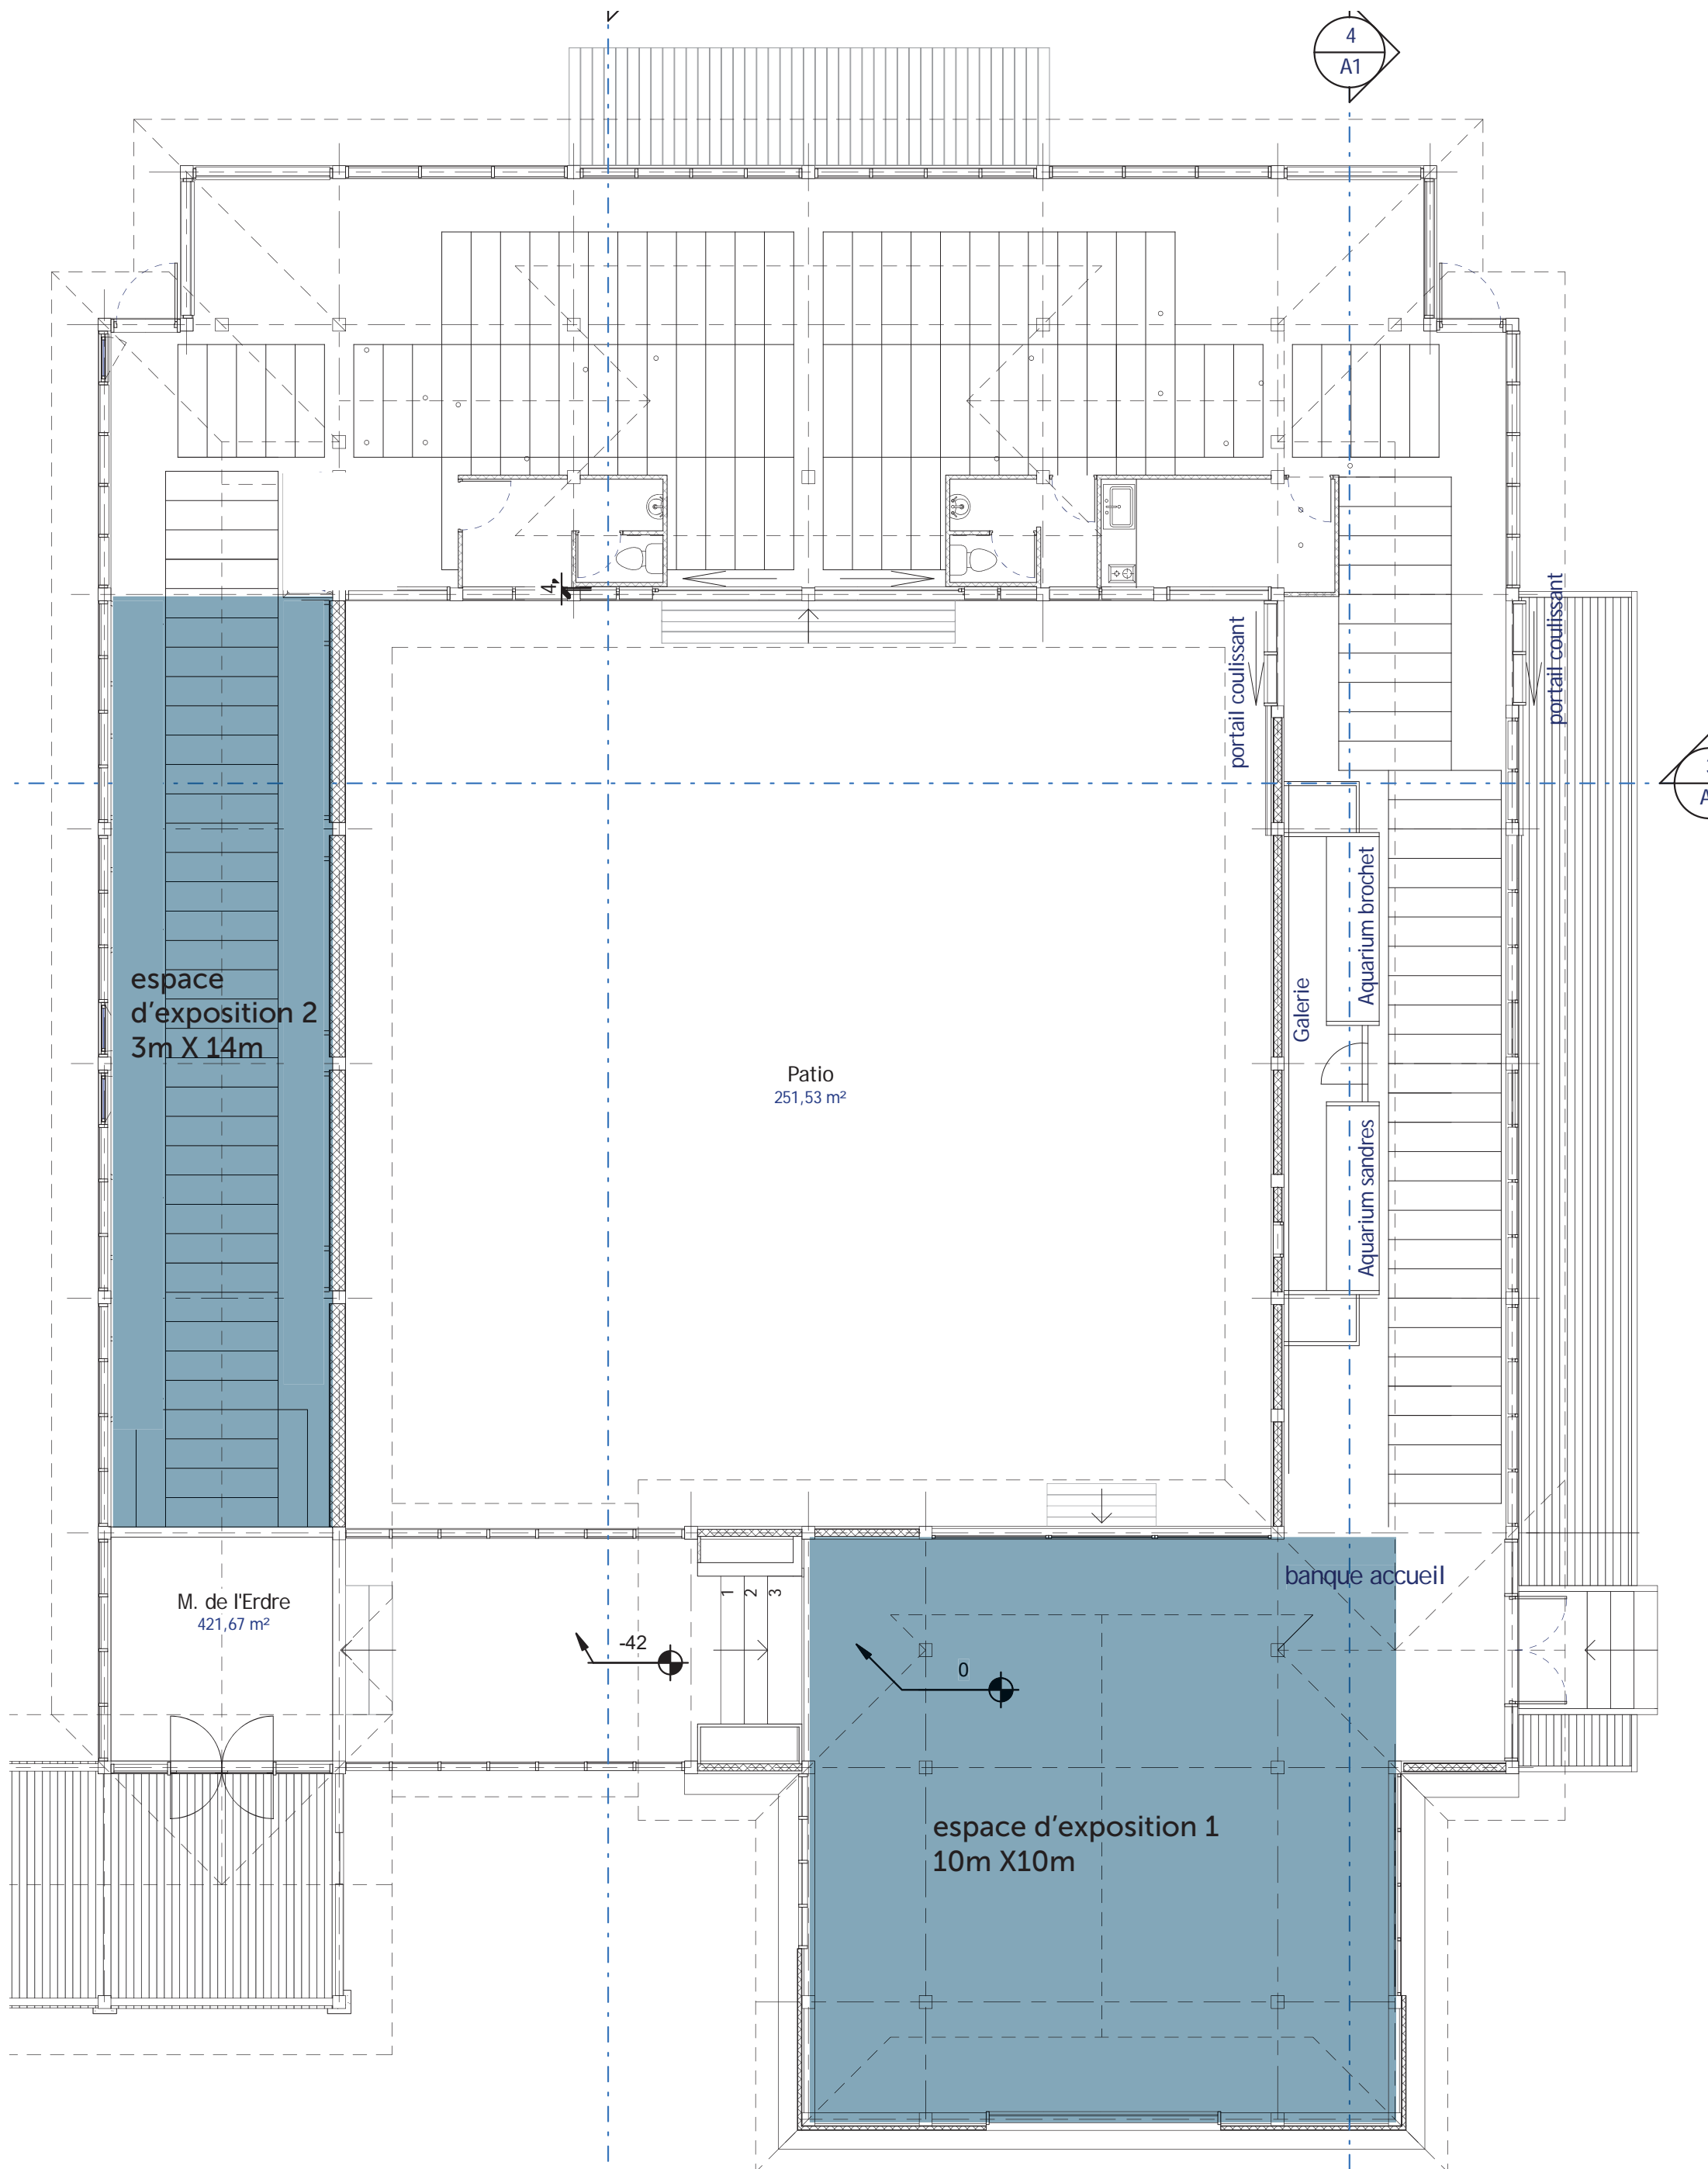 4
A1
4,
portail coulissant
portail coulissant
Aquarium brochet
Galerie
espace
d'exposition 2
3m X 14m
Patio
251,53 m²
Aquarium sandres
banque accueil
M. de l'Erdre
421,67 m²
1
2
3
-42
0
espace d'exposition 1
10m X10m